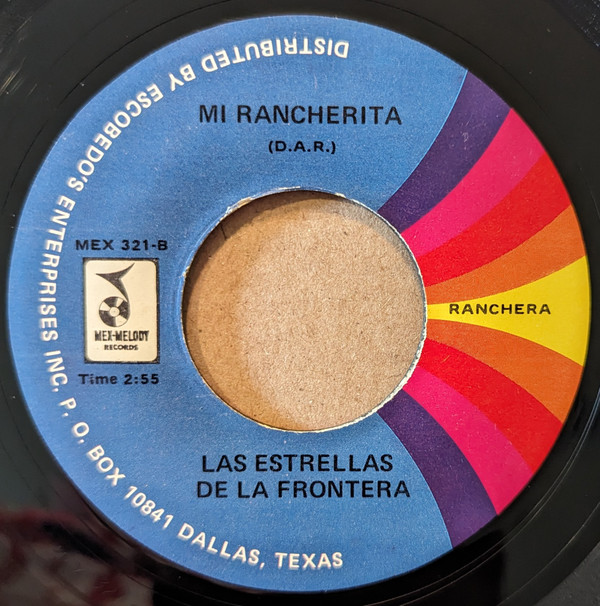 MI RANCHERITA
(D.A.R.)
MEX 321-B
MEX-MELODY
RECORDS
Time 2:55
RANCHERA
LAS ESTRELLAS
DE LA FRONTERA
DISTRIBUTED BY ESCOBEDO'S ENTERPRISES INC. P. O. BOX 10841 DALLAS, TEXAS